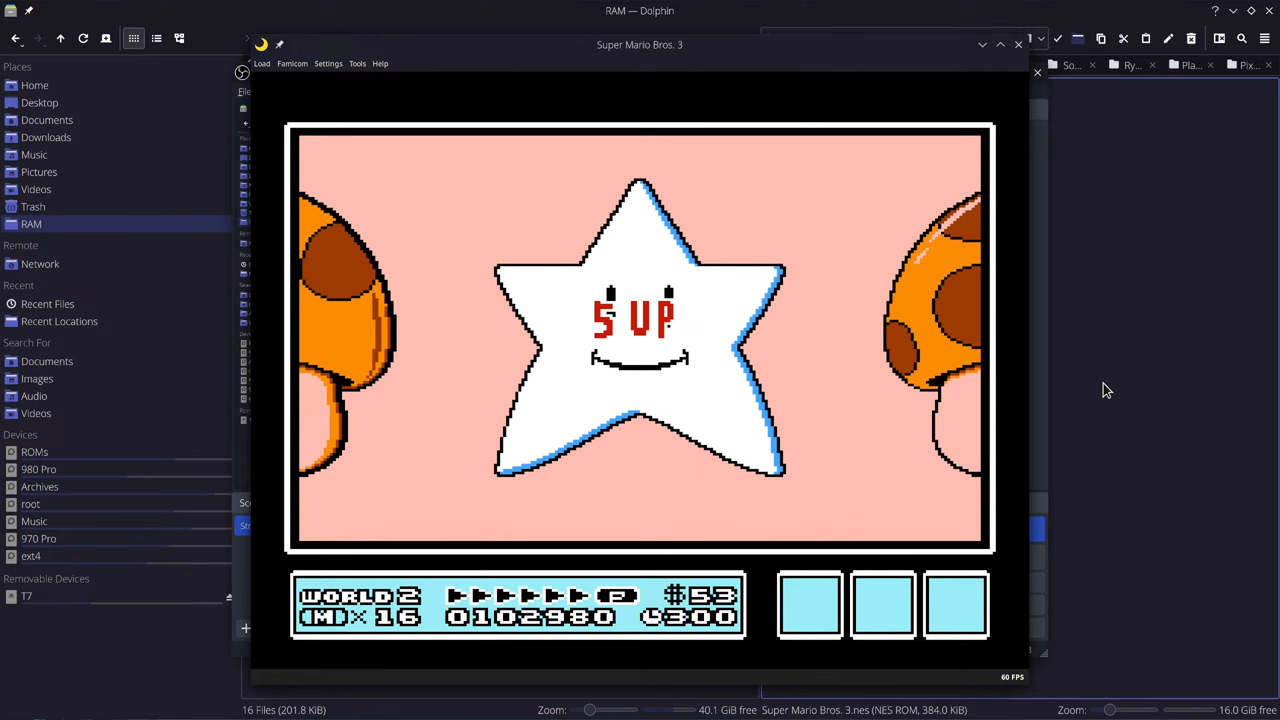 RAM — Dolphin
Super Mario Bros. 3
Load Famicom Settings Tools Help
So... Ry... Pla... Pix...
Places
Home
Desktop
Documents
Downloads
Music
Pictures
Videos
Trash
RAM
Remote
Network
Recent
Recent Files
Recent Locations
Search For
Documents
Images
Audio
Videos
Devices
ROMs
980 Pro
Archives
root
Music
970 Pro
ext4
Removable Devices
T7
5 UP
WORLD 2
P
53
M × 16
0102980
300
60 FPS
16 Files (201.8 KiB)
Zoom:
40.1 GiB free
Super Mario Bros. 3.nes (NES ROM, 384.0 KiB)
Zoom:
16.0 GiB free